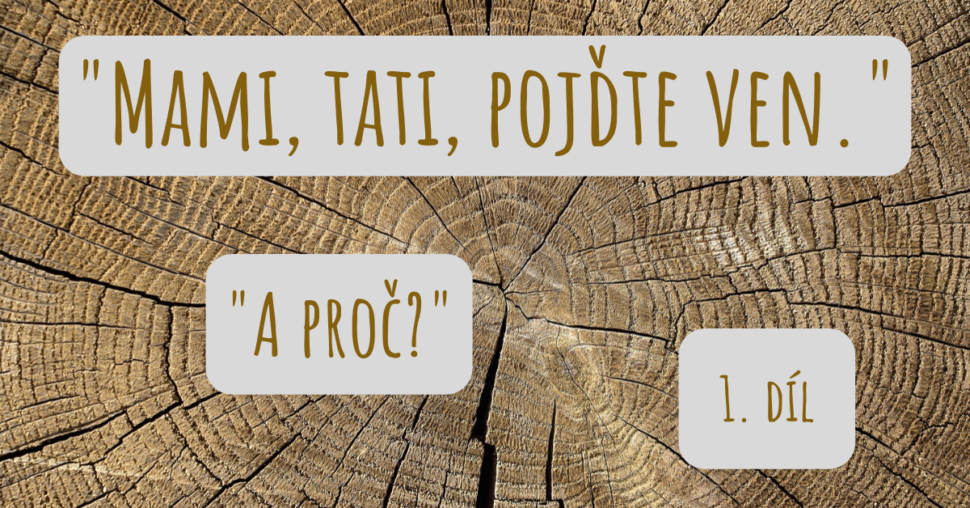 "Mami, tati, pojďte ven."
"A proč?"
1. díl